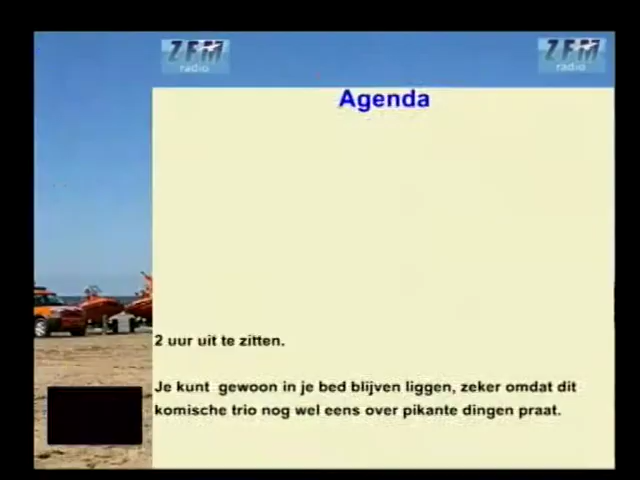 ZFM
radio
ZFM
radio
Agenda
2 uur uit te zitten.
Je kunt gewoon in je bed blijven liggen, zeker omdat dit
komische trio nog wel eens over pikante dingen praat.